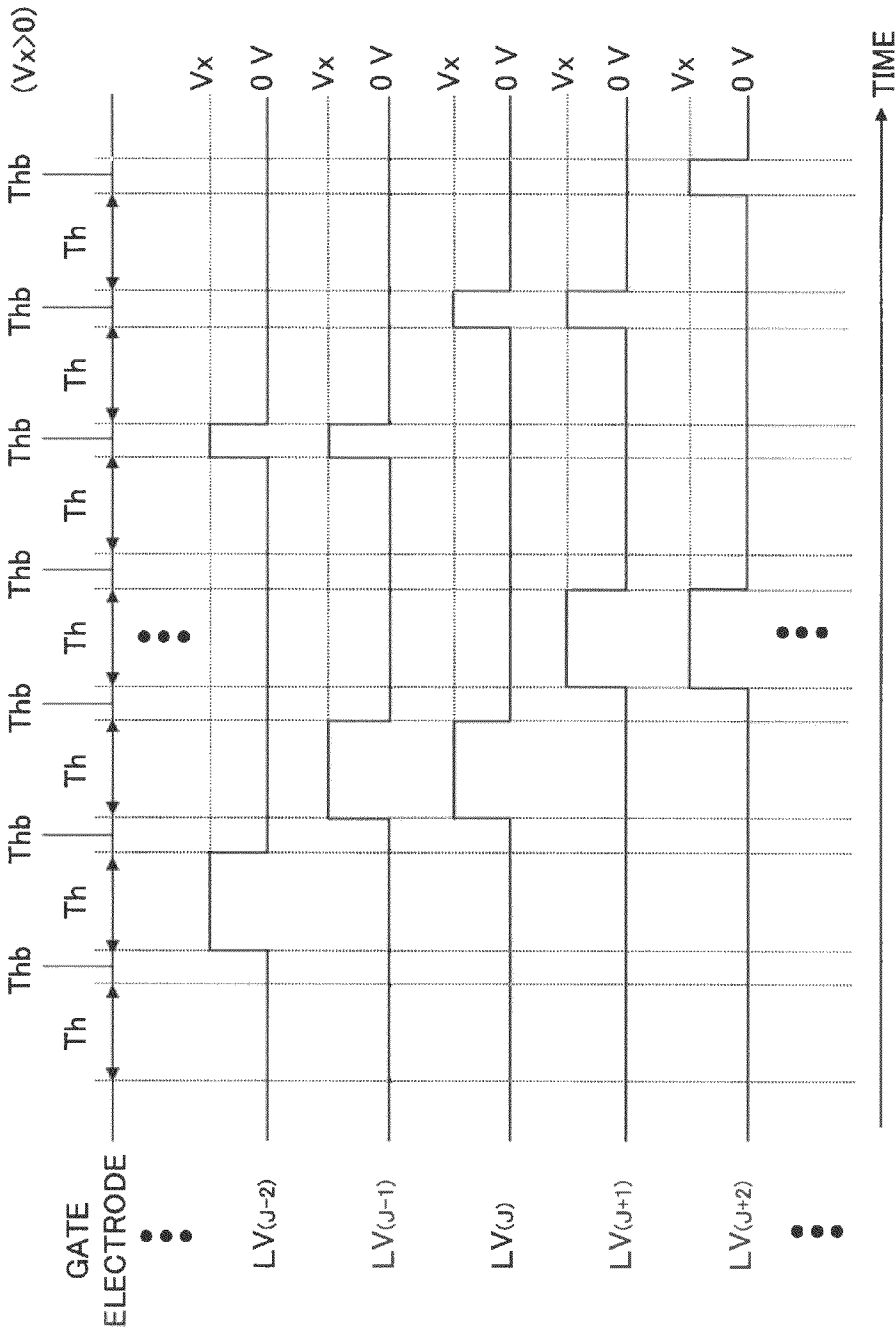 Thb Thb Thb Thb Thb Thb Thb (Vx>0)
GATE Th Th Th Th Th Th Th
ELECTRODE
Vx
LV(J-2) 0 V
Vx
LV(J-1) 0 V
Vx
LV(J) 0 V
Vx
LV(J+1) 0 V
Vx
LV(J+2) 0 V
TIME